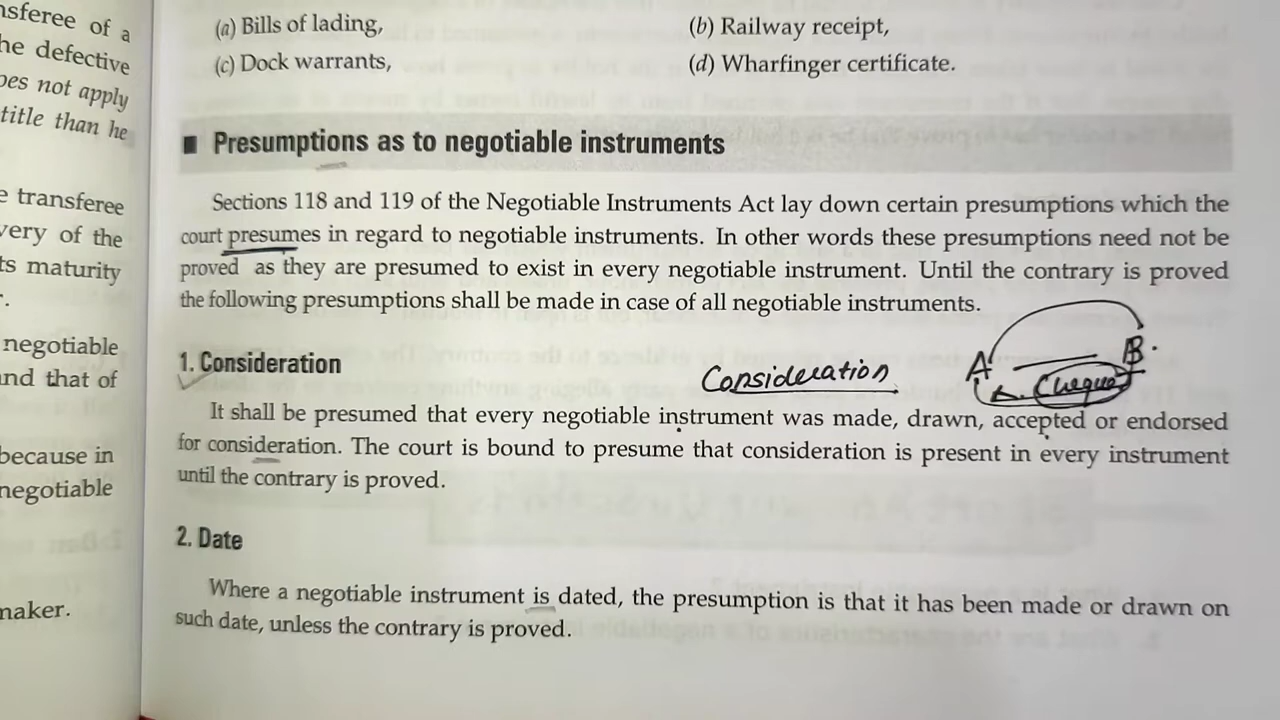 nsferee of a
he defective
oes not apply
title than he
e transferee
very of the
ts maturity
r.
negotiable
and that of
because in
negotiable
maker.
(a) Bills of lading,
(b) Railway receipt,
(c) Dock warrants,
(d) Wharfinger certificate.
■ Presumptions as to negotiable instruments
Sections 118 and 119 of the Negotiable Instruments Act lay down certain presumptions which the
court presumes in regard to negotiable instruments. In other words these presumptions need not be
proved as they are presumed to exist in every negotiable instrument. Until the contrary is proved
the following presumptions shall be made in case of all negotiable instruments.
1. Consideration
Consideration
A
B.
Cheque
It shall be presumed that every negotiable instrument was made, drawn, accepted or endorsed
for consideration. The court is bound to presume that consideration is present in every instrument
until the contrary is proved.
2. Date
Where a negotiable instrument is dated, the presumption is that it has been made or drawn on
such date, unless the contrary is proved.